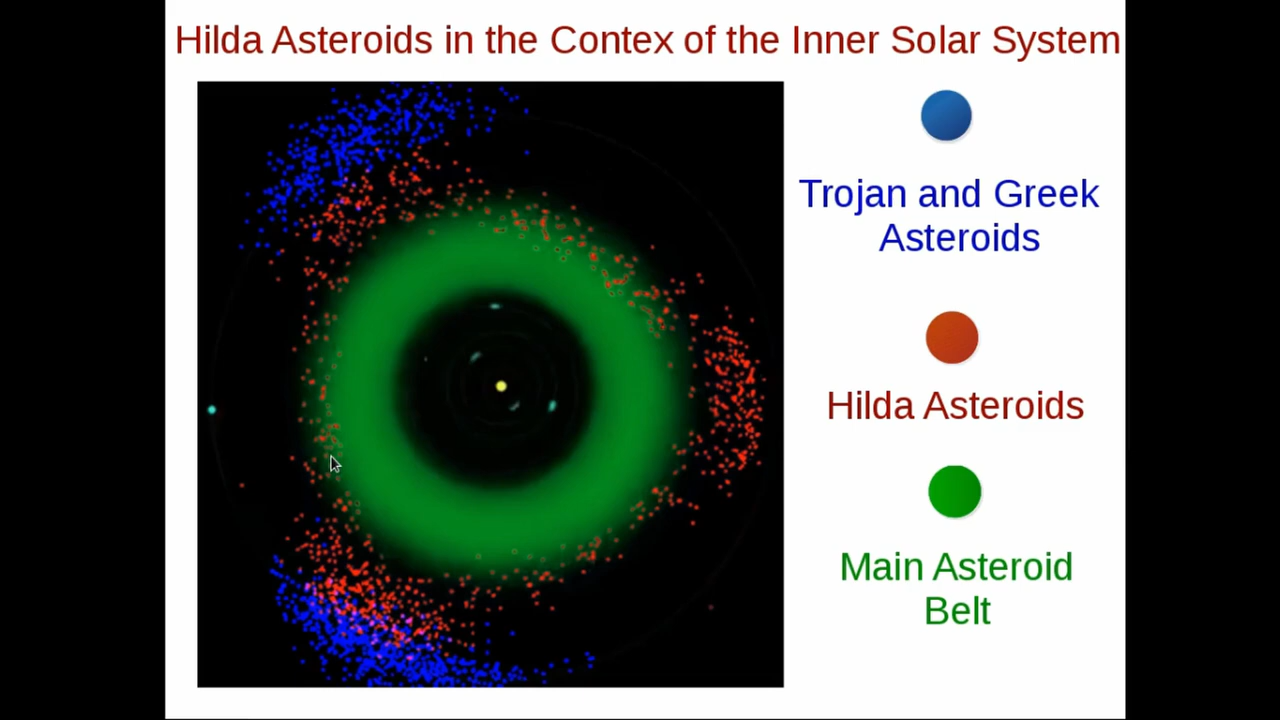 Hilda Asteroids in the Contex of the Inner Solar System
Trojan and Greek
Asteroids
Hilda Asteroids
Main Asteroid
Belt